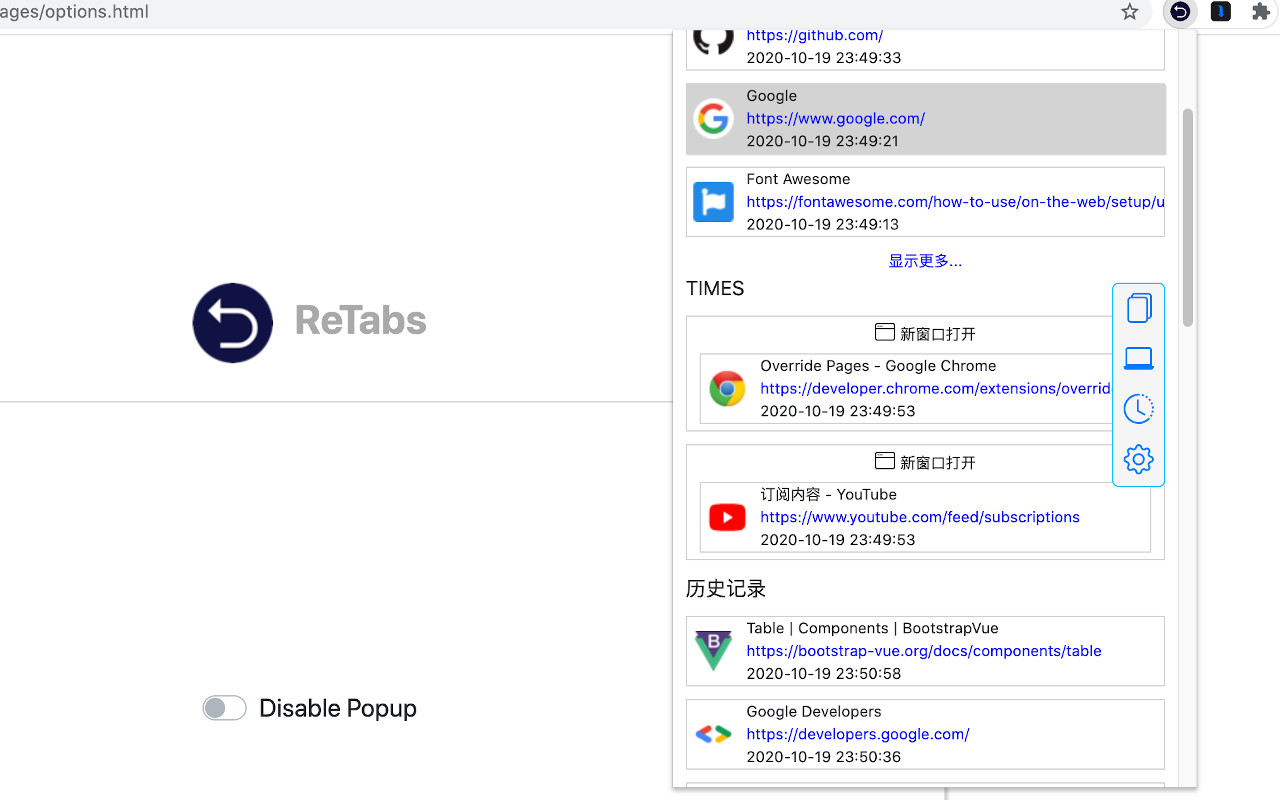 ages/options.html
https://github.com/
2020-10-19 23:49:33
Google
https://www.google.com/
2020-10-19 23:49:21
Font Awesome
https://fontawesome.com/how-to-use/on-the-web/setup/u
2020-10-19 23:49:13
显示更多...
TIMES
新窗口打开
Override Pages - Google Chrome
https://developer.chrome.com/extensions/overrid
2020-10-19 23:49:53
新窗口打开
订阅内容 - YouTube
https://www.youtube.com/feed/subscriptions
2020-10-19 23:49:53
历史记录
B
Table | Components | BootstrapVue
https://bootstrap-vue.org/docs/components/table
2020-10-19 23:50:58
Google Developers
https://developers.google.com/
2020-10-19 23:50:36
ReTabs
Disable Popup